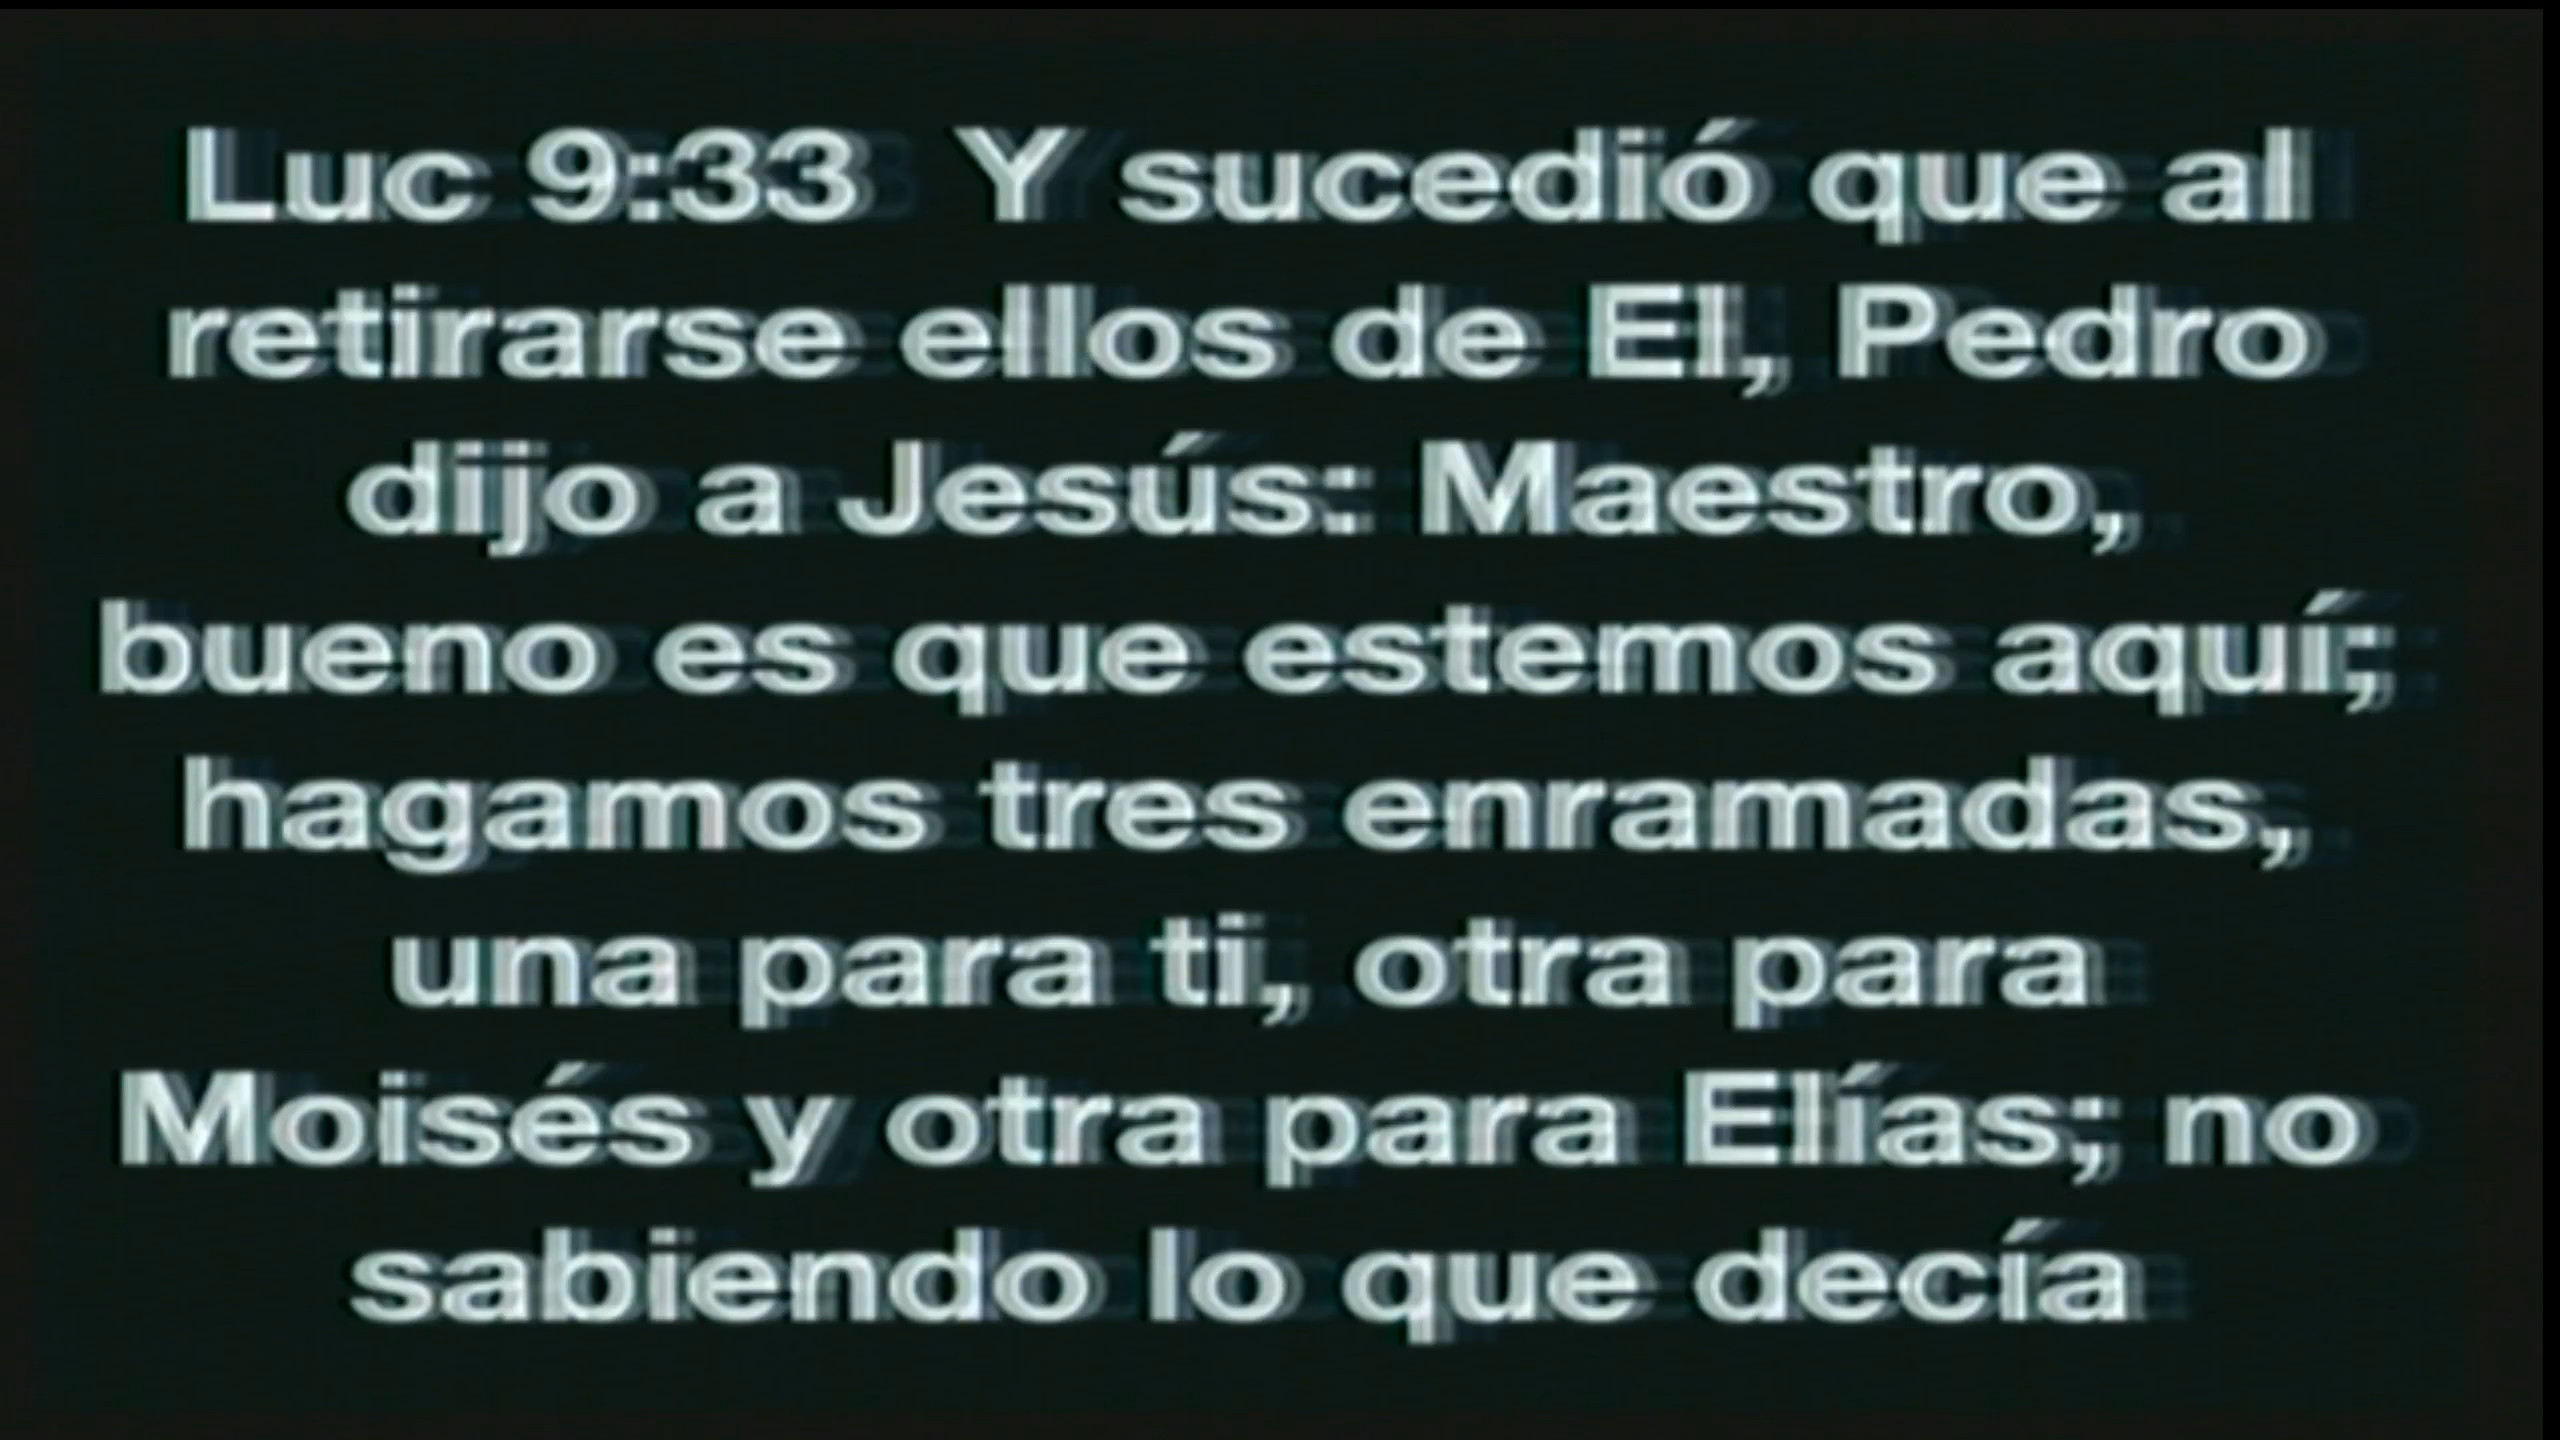 Luc 9:33  Y sucedió que al
retirarse ellos de El, Pedro
dijo a Jesús: Maestro,
bueno es que estemos aquí;
hagamos tres enramadas,
una para ti, otra para
Moisés y otra para Elías; no
sabiendo lo que decía